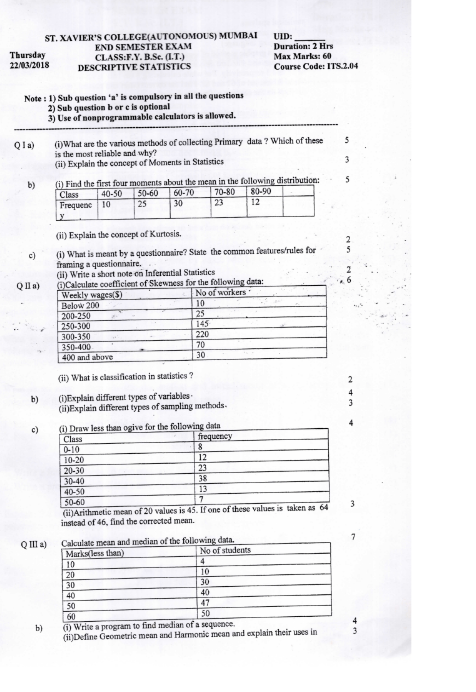 ST. XAVIER'S COLLEGE(AUTONOMOUS) MUMBAI UID:
END SEMESTER EXAM Duration: 2 Hrs
Thursday CLASS:F.Y. B.Sc. (I.T.) Max Marks: 60
22/03/2018 DESCRIPTIVE STATISTICS Course Code: ITS.2.04
Note : 1) Sub question 'a' is compulsory in all the questions
2) Sub question b or c is optional
3) Use of nonprogrammable calculators is allowed.
Q I a) (i)What are the various methods of collecting Primary data ? Which of these 5
is the most reliable and why?
(ii) Explain the concept of Moments in Statistics 3
b) (i) Find the first four moments about the mean in the following distribution: 5
Class 40-50 50-60 60-70 70-80 80-90
Frequenc 10 25 30 23 12
y
(ii) Explain the concept of Kurtosis. 2
c) (i) What is meant by a questionnaire? State the common features/rules for 5
framing a questionnaire.
(ii) Write a short note on Inferential Statistics 2
Q II a) (i)Calculate coefficient of Skewness for the following data: 6
Weekly wages($) No of workers
Below 200 10
200-250 25
250-300 145
300-350 220
350-400 70
400 and above 30
(ii) What is classification in statistics ? 2
b) (i)Explain different types of variables 4
(ii)Explain different types of sampling methods 3
c) (i) Draw less than ogive for the following data 4
Class frequency
0-10 8
10-20 12
20-30 23
30-40 38
40-50 13
50-60 7
(ii)Arithmetic mean of 20 values is 45. If one of these values is taken as 64 3
instead of 46, find the corrected mean.
Q III a) Calculate mean and median of the following data. 7
Marks(less than) No of students
10 4
20 10
30 30
40 40
50 47
60 50
b) (i) Write a program to find median of a sequence. 4
(ii)Define Geometric mean and Harmonic mean and explain their uses in 3